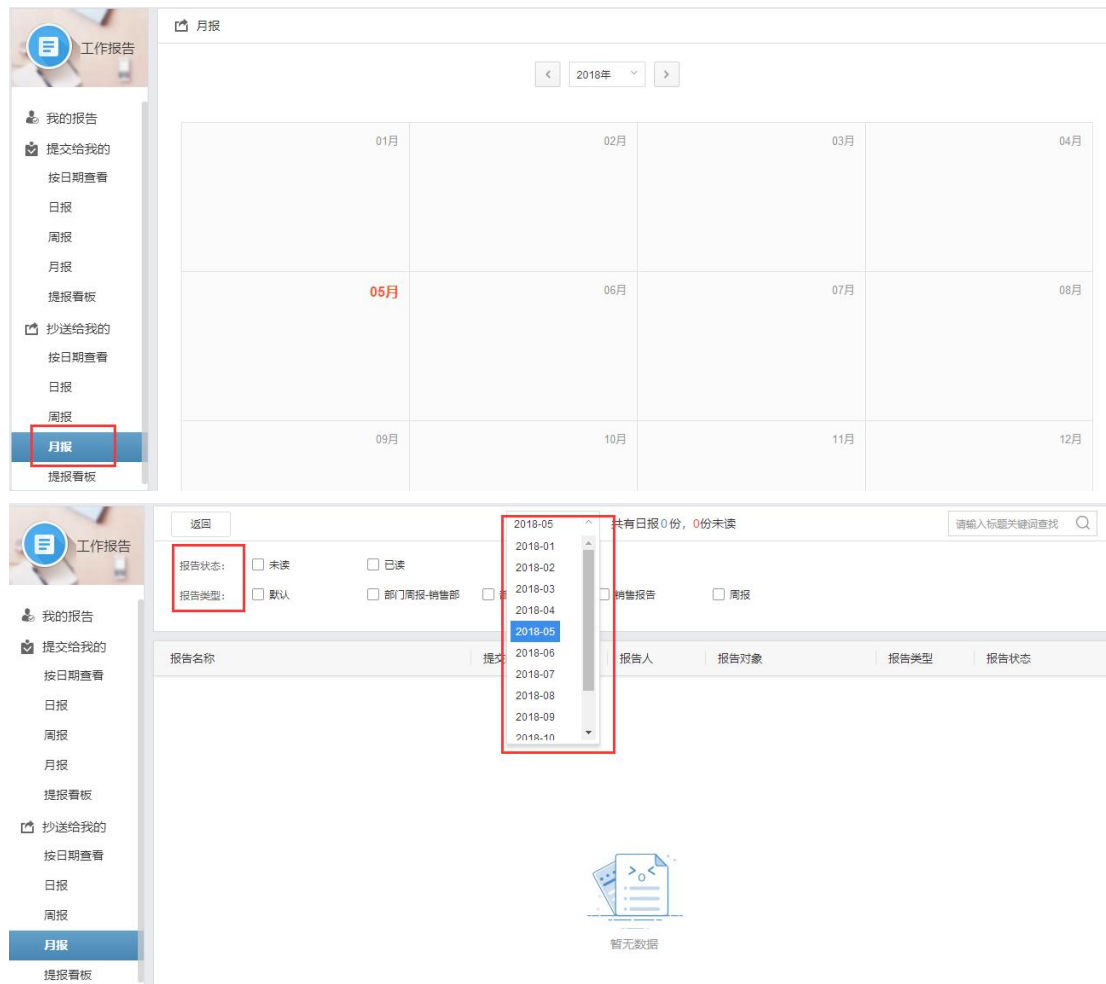 工作报告
我的报告
提交给我的
按日期查看
日报
周报
月报
提报看板
抄送给我的
按日期查看
日报
周报
月报
提报看板
月报
2018年
01月 02月 03月 04月
05月 06月 07月 08月
09月 10月 11月 12月
工作报告
我的报告
提交给我的
按日期查看
日报
周报
月报
提报看板
抄送给我的
按日期查看
日报
周报
月报
提报看板
返回 2018-05 共有日报0份，0份未读 请输入标题关键词查找
报告状态： 未读 已读
报告类型： 默认 部门周报-销售部 销售报告 周报
2018-01
2018-02
2018-03
2018-04
2018-05
2018-06
2018-07
2018-08
2018-09
2018-10
报告名称 提交 报告人 报告对象 报告类型 报告状态
暂无数据